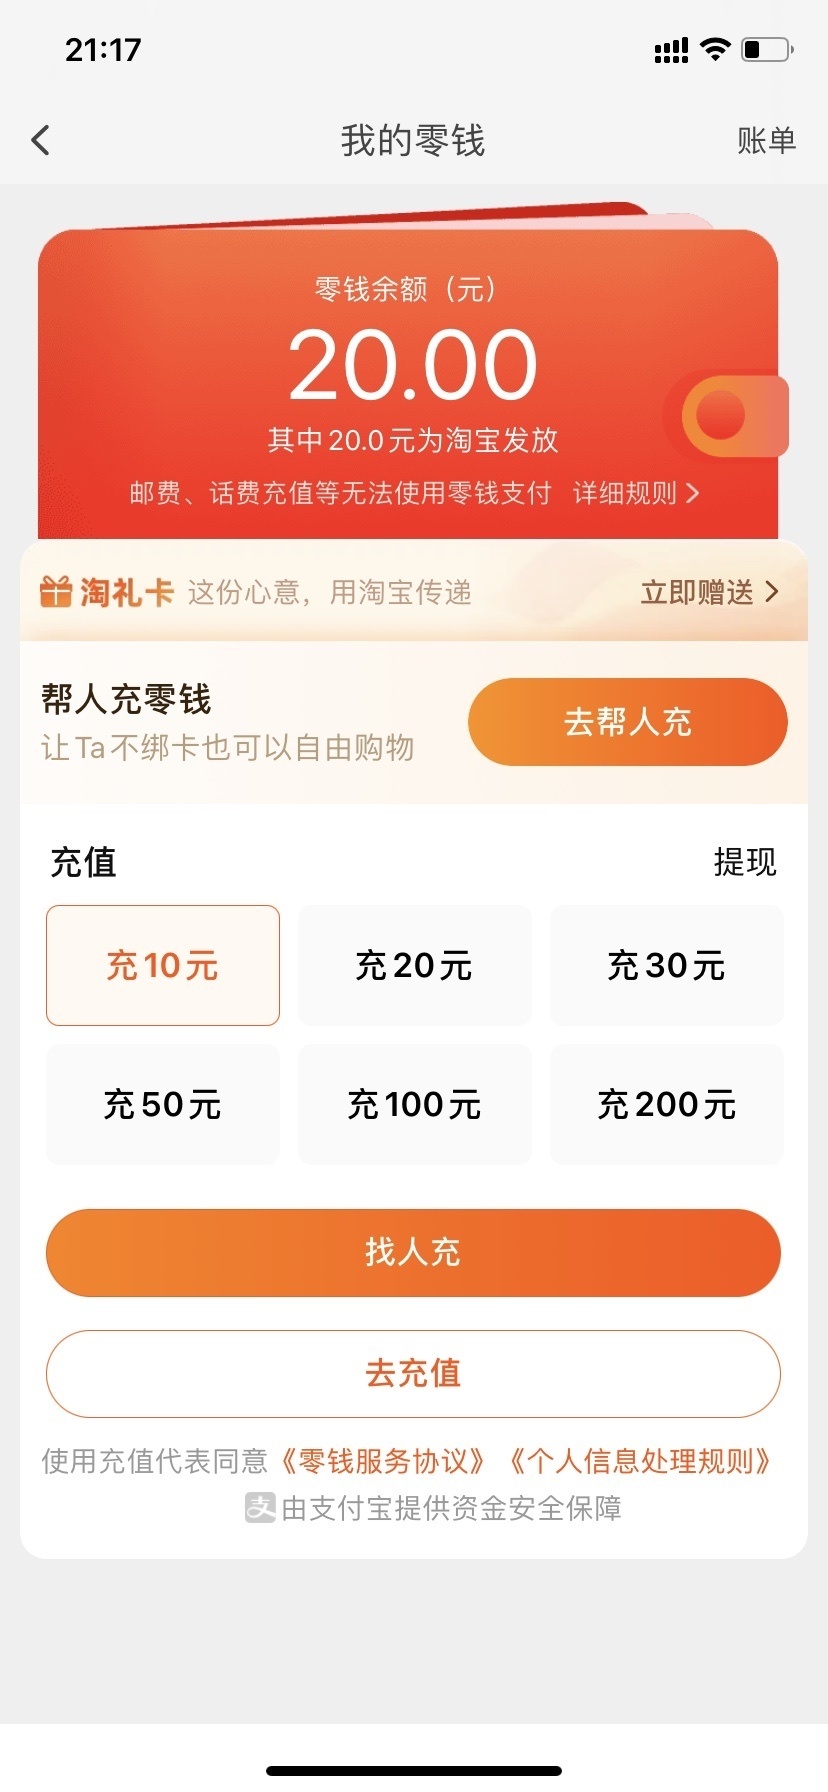 21:17
我的零钱
账单
零钱余额（元）
20.00
其中20.0元为淘宝发放
邮费、话费充值等无法使用零钱支付 详细规则
淘礼卡 这份心意，用淘宝传递 立即赠送
帮人充零钱
让Ta不绑卡也可以自由购物
去帮人充
充值
提现
充10元
充20元
充30元
充50元
充100元
充200元
找人充
去充值
使用充值代表同意《零钱服务协议》《个人信息处理规则》
支由支付宝提供资金安全保障